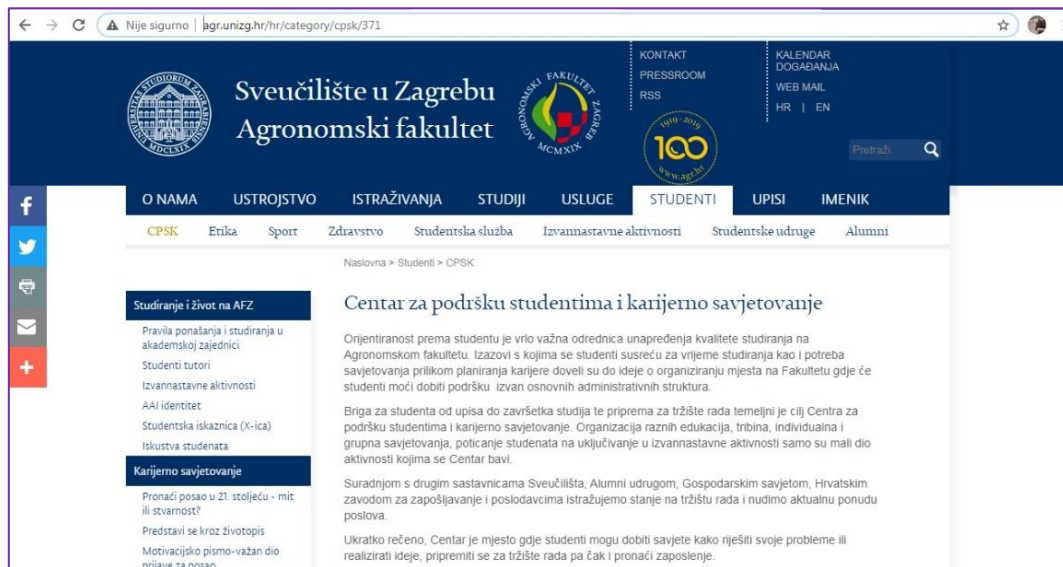 Nije sigurno | agr.unizg.hr/hr/category/cpsk/371
Sveučilište u Zagrebu
Agronomski fakultet
AGRONOMSKI FAKULTET ZAGREB
MCMXIX
KONTAKT
PRESSROOM
RSS
KALENDAR
DOGAĐANJA
WEB MAIL
HR | EN
1919 - 2019
100
www.agr.hr
Pretraži
O NAMA USTROJSTVO ISTRAŽIVANJA STUDIJI USLUGE STUDENTI UPISI IMENIK
CPSK Etika Sport Zdravstvo Studentska služba Izvannastavne aktivnosti Studentske udruge Alumni
Naslovna > Studenti > CPSK
Studiranje i život na AFZ
Pravila ponašanja i studiranja u
akademskoj zajednici
Studenti tutori
Izvannastavne aktivnosti
AAI identitet
Studentska iskaznica (X-ica)
Iskustva studenata
Karijerno savjetovanje
Pronaći posao u 21. stoljeću - mit
ili stvarnost?
Predstavi se kroz životopis
Motivacijsko pismo-važan dio
prijave za posao
Centar za podršku studentima i karijerno savjetovanje
Orijentiranost prema studentu je vrlo važna odrednica unapređenja kvalitete studiranja na
Agronomskom fakultetu. Izazovi s kojima se studenti susreću za vrijeme studiranja kao i potreba
savjetovanja prilikom planiranja karijere doveli su do ideje o organiziranju mjesta na Fakultetu gdje će
studenti moći dobiti podršku izvan osnovnih administrativnih struktura.
Briga za studenta od upisa do završetka studija te priprema za tržište rada temeljni je cilj Centra za
podršku studentima i karijerno savjetovanje. Organizacija raznih edukacija, tribina, individualna i
grupna savjetovanja, poticanje studenata na uključivanje u izvannastavne aktivnosti samo su mali dio
aktivnosti kojima se Centar bavi.
Suradnjom s drugim sastavnicama Sveučilišta, Alumni udrugom, Gospodarskim savjetom, Hrvatskim
zavodom za zapošljavanje i poslodavcima istražujemo stanje na tržištu rada i nudimo aktualnu ponudu
poslova.
Ukratko rečeno, Centar je mjesto gdje studenti mogu dobiti savjete kako riješiti svoje probleme ili
realizirati ideje, pripremiti se za tržište rada pa čak i pronaći zaposlenje.